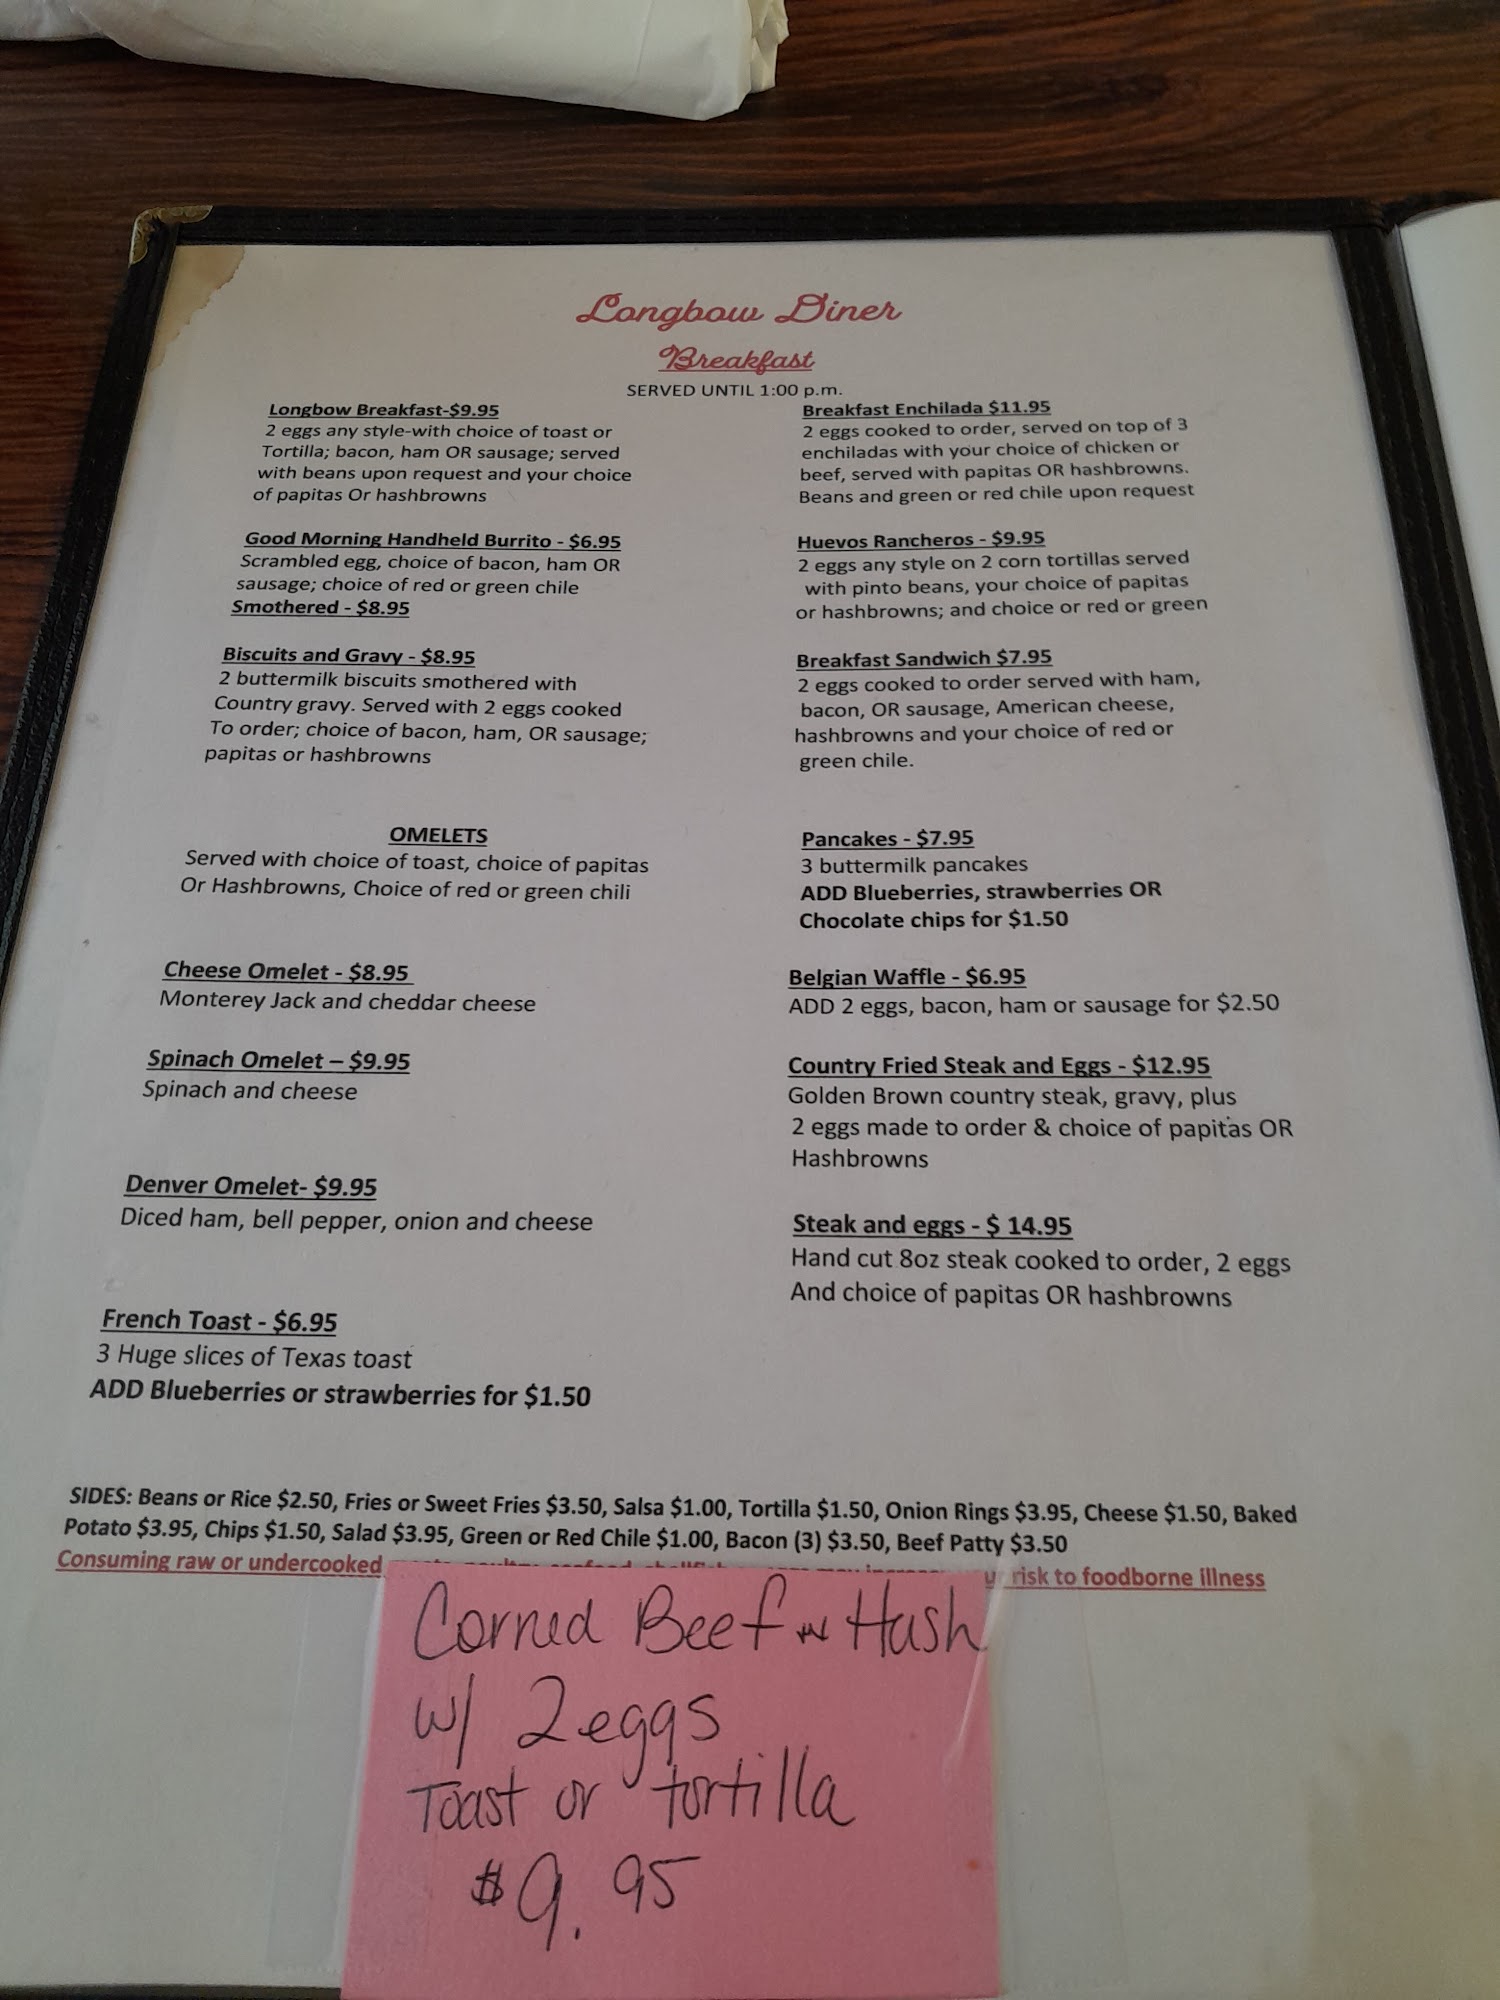 Longbow Diner
Breakfast
SERVED UNTIL 1:00 p.m.
Longbow Breakfast-$9.95
2 eggs any style-with choice of toast or
Tortilla; bacon, ham OR sausage; served
with beans upon request and your choice
of papitas Or hashbrowns
Good Morning Handheld Burrito - $6.95
Scrambled egg, choice of bacon, ham OR
sausage; choice of red or green chile
Smothered - $8.95
Biscuits and Gravy - $8.95
2 buttermilk biscuits smothered with
Country gravy. Served with 2 eggs cooked
To order; choice of bacon, ham, OR sausage;
papitas or hashbrowns
OMELETS
Served with choice of toast, choice of papitas
Or Hashbrowns, Choice of red or green chili
Cheese Omelet - $8.95
Monterey Jack and cheddar cheese
Spinach Omelet – $9.95
Spinach and cheese
Denver Omelet- $9.95
Diced ham, bell pepper, onion and cheese
French Toast - $6.95
3 Huge slices of Texas toast
ADD Blueberries or strawberries for $1.50
Breakfast Enchilada $11.95
2 eggs cooked to order, served on top of 3
enchiladas with your choice of chicken or
beef, served with papitas OR hashbrowns.
Beans and green or red chile upon request
Huevos Rancheros - $9.95
2 eggs any style on 2 corn tortillas served
with pinto beans, your choice of papitas
or hashbrowns; and choice or red or green
Breakfast Sandwich $7.95
2 eggs cooked to order served with ham,
bacon, OR sausage, American cheese,
hashbrowns and your choice of red or
green chile.
Pancakes - $7.95
3 buttermilk pancakes
ADD Blueberries, strawberries OR
Chocolate chips for $1.50
Belgian Waffle - $6.95
ADD 2 eggs, bacon, ham or sausage for $2.50
Country Fried Steak and Eggs - $12.95
Golden Brown country steak, gravy, plus
2 eggs made to order & choice of papitas OR
Hashbrowns
Steak and eggs - $ 14.95
Hand cut 8oz steak cooked to order, 2 eggs
And choice of papitas OR hashbrowns
SIDES: Beans or Rice $2.50, Fries or Sweet Fries $3.50, Salsa $1.00, Tortilla $1.50, Onion Rings $3.95, Cheese $1.50, Baked
Potato $3.95, Chips $1.50, Salad $3.95, Green or Red Chile $1.00, Bacon (3) $3.50, Beef Patty $3.50
Consuming raw or undercooked risk to foodborne illness
Corned Beef Hash
w/ 2 eggs
Toast or tortilla
$9.95